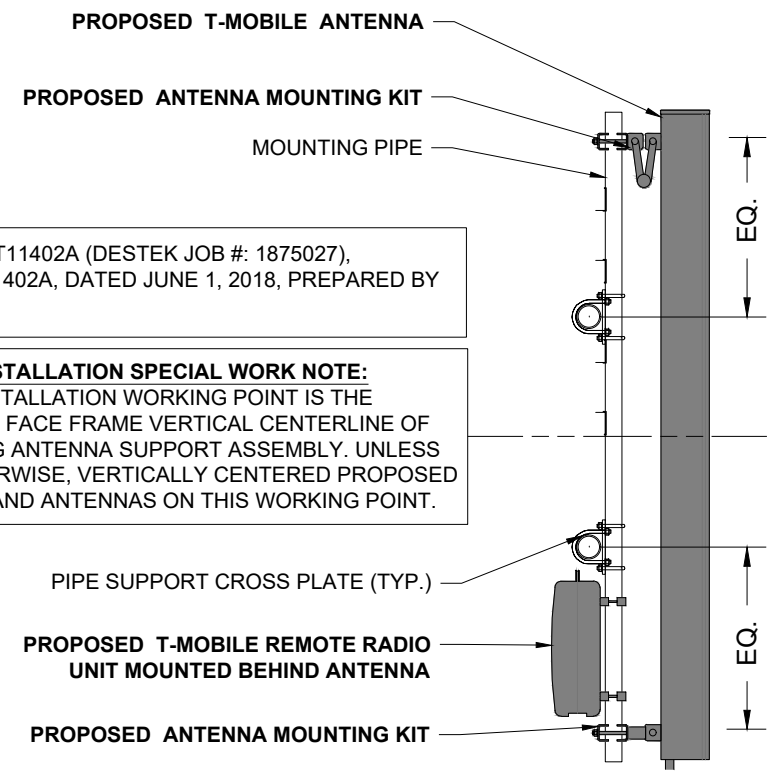 PROPOSED T-MOBILE ANTENNA
PROPOSED ANTENNA MOUNTING KIT
MOUNTING PIPE
EQ.
T11402A (DESTEK JOB #: 1875027),
402A, DATED JUNE 1, 2018, PREPARED BY
STALLATION SPECIAL WORK NOTE:
TALLATION WORKING POINT IS THE
FACE FRAME VERTICAL CENTERLINE OF
G ANTENNA SUPPORT ASSEMBLY. UNLESS
ERWISE, VERTICALLY CENTERED PROPOSED
AND ANTENNAS ON THIS WORKING POINT.
PIPE SUPPORT CROSS PLATE (TYP.)
PROPOSED T-MOBILE REMOTE RADIO
UNIT MOUNTED BEHIND ANTENNA
EQ.
PROPOSED ANTENNA MOUNTING KIT